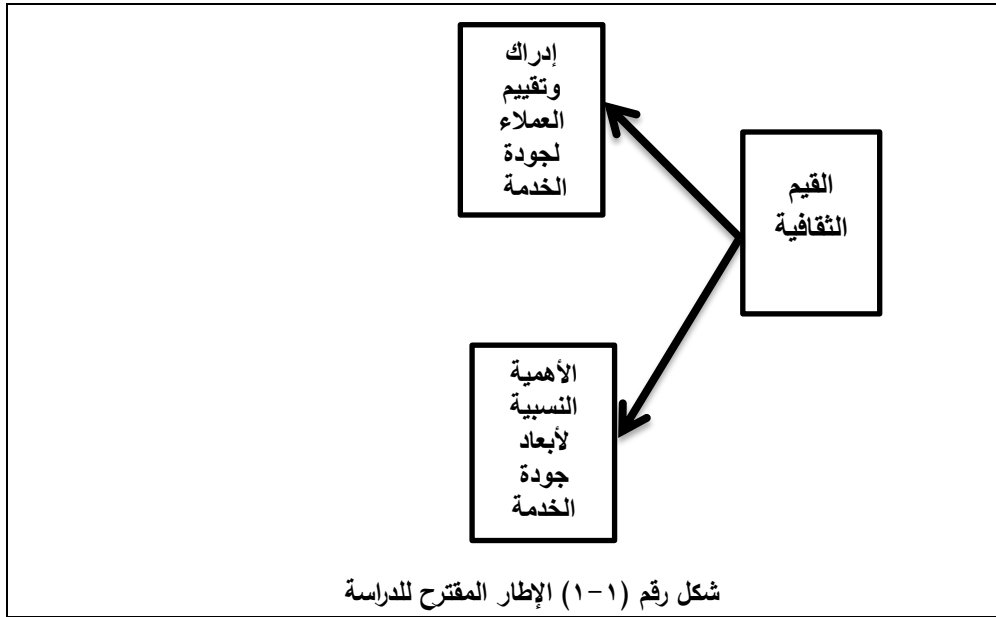 إدراك
وتقييم
العملاء
لجودة
الخدمة
القيم
الثقافية
الأهمية
النسبية
لأبعاد
جودة
الخدمة
شكل رقم (١-١) الإطار المقترح للدراسة